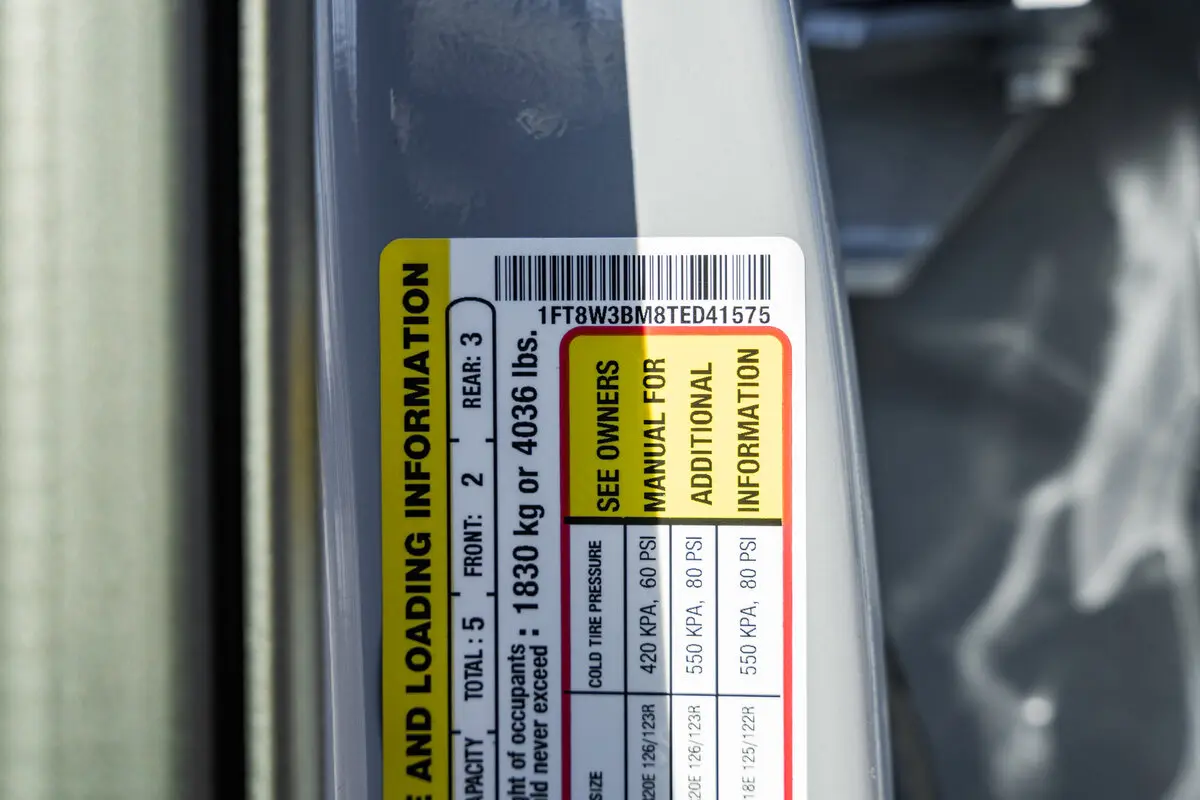 1FT8W3BM8TED41575
AND LOADING INFORMATION
TOTAL : 5 FRONT: 2 REAR: 3
of occupants : 1830 kg or 4036 lbs.
never exceed
SEE OWNERS
MANUAL FOR
ADDITIONAL
INFORMATION
SIZE COLD TIRE PRESSURE
126/123R 420 KPA, 60 PSI
126/123R 550 KPA, 80 PSI
125/122R 550 KPA, 80 PSI